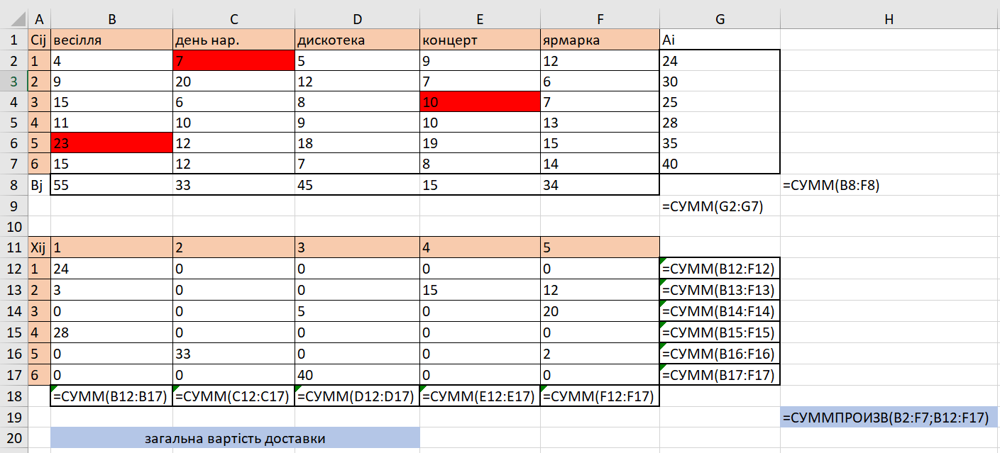 A B C D E F G H
1 Cij весілля день нар. дискотека концерт ярмарка Ai
2 1 4 7 5 9 12 24
3 2 9 20 12 7 6 30
4 3 15 6 8 10 7 25
5 4 11 10 9 10 13 28
6 5 23 12 18 19 15 35
7 6 15 12 7 8 14 40
8 Bj 55 33 45 15 34 =СУММ(B8:F8)
9 =СУММ(G2:G7)
10
11 Xij 1 2 3 4 5
12 1 24 0 0 0 0 =СУММ(B12:F12)
13 2 3 0 0 15 12 =СУММ(B13:F13)
14 3 0 0 5 0 20 =СУММ(B14:F14)
15 4 28 0 0 0 0 =СУММ(B15:F15)
16 5 0 33 0 0 2 =СУММ(B16:F16)
17 6 0 0 40 0 0 =СУММ(B17:F17)
18 =СУММ(B12:B17) =СУММ(C12:C17) =СУММ(D12:D17) =СУММ(E12:E17) =СУММ(F12:F17)
19 =СУММПРОИЗВ(B2:F7;B12:F17)
20 загальна вартість доставки